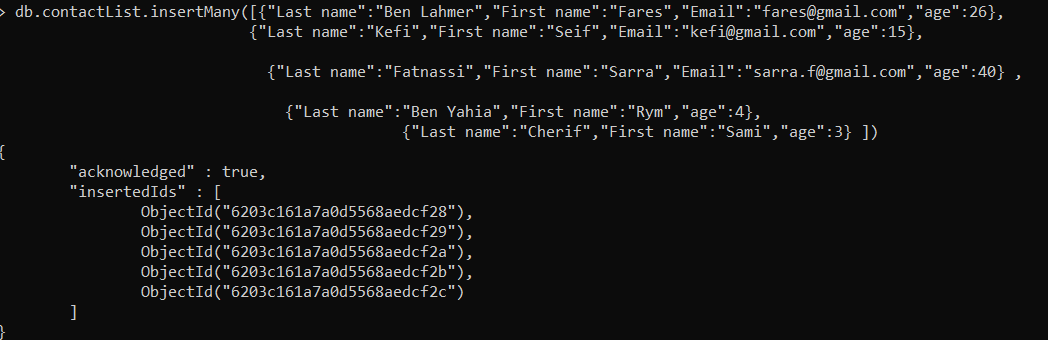 > db.contactList.insertMany([{"Last name":"Ben Lahmer","First name":"Fares","Email":"fares@gmail.com","age":26},
{"Last name":"Kefi","First name":"Seif","Email":"kefi@gmail.com","age":15},
{"Last name":"Fatnassi","First name":"Sarra","Email":"sarra.f@gmail.com","age":40} ,
{"Last name":"Ben Yahia","First name":"Rym","age":4},
{"Last name":"Cherif","First name":"Sami","age":3} ])
{
"acknowledged" : true,
"insertedIds" : [
ObjectId("6203c161a7a0d5568aedcf28"),
ObjectId("6203c161a7a0d5568aedcf29"),
ObjectId("6203c161a7a0d5568aedcf2a"),
ObjectId("6203c161a7a0d5568aedcf2b"),
ObjectId("6203c161a7a0d5568aedcf2c")
]
}